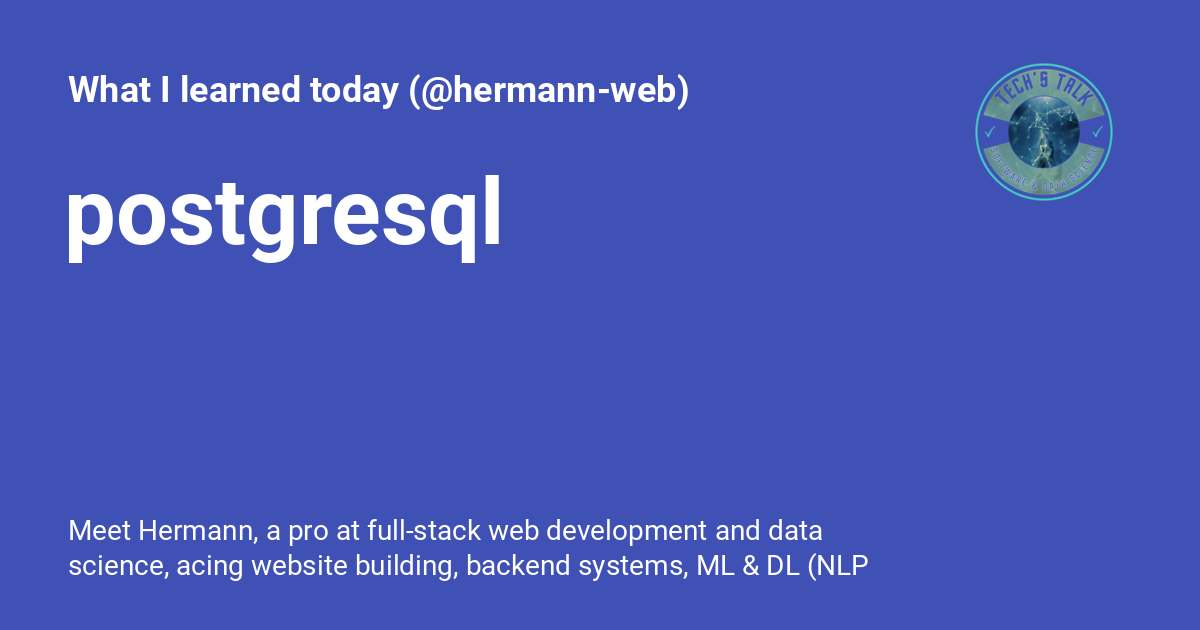 What I learned today (@hermann-web)
TECH'S TALK
SOFTWARE & DATA SCIENCE
postgresql
Meet Hermann, a pro at full-stack web development and data
science, acing website building, backend systems, ML & DL (NLP